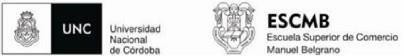 UNC
Universidad
Nacional
de Córdoba
ESCMB
Escuela Superior de Comercio
Manuel Belgrano